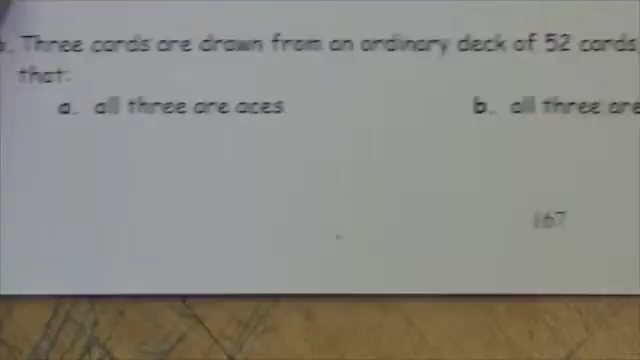 . Three cards are drawn from an ordinary deck of 52 cards
that:
a. all three are aces
b. all three are
167